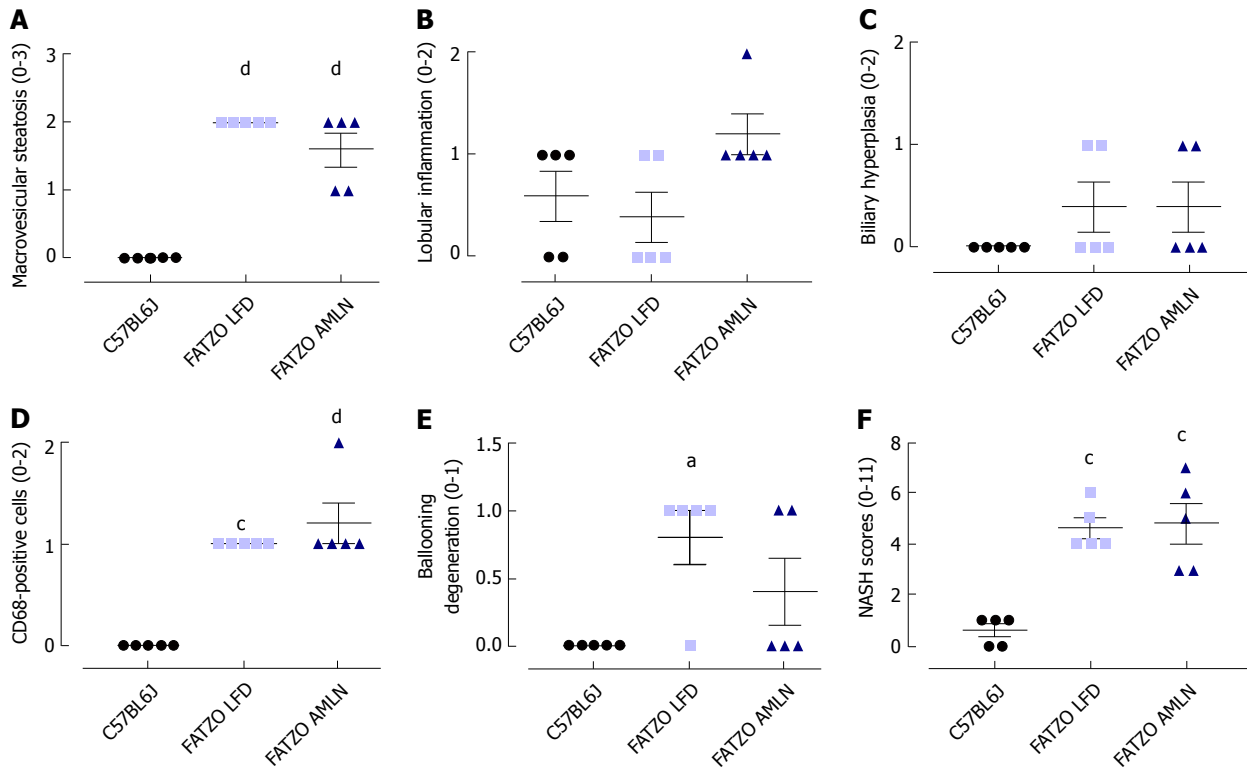 A
Macrovesicular steatosis (0-3)
3
2
1
0
d
d
C57BL6J
FATZO LFD
FATZO AMLN
B
Lobular inflammation (0-2)
2
1
0
C57BL6J
FATZO LFD
FATZO AMLN
C
Biliary hyperplasia (0-2)
2
1
0
C57BL6J
FATZO LFD
FATZO AMLN
D
CD68-positive cells (0-2)
2
1
0
c
d
C57BL6J
FATZO LFD
FATZO AMLN
E
Ballooning
degeneration (0-1)
1.5
1.0
0.5
0.0
a
C57BL6J
FATZO LFD
FATZO AMLN
F
NASH scores (0-11)
8
6
4
2
0
c
c
C57BL6J
FATZO LFD
FATZO AMLN